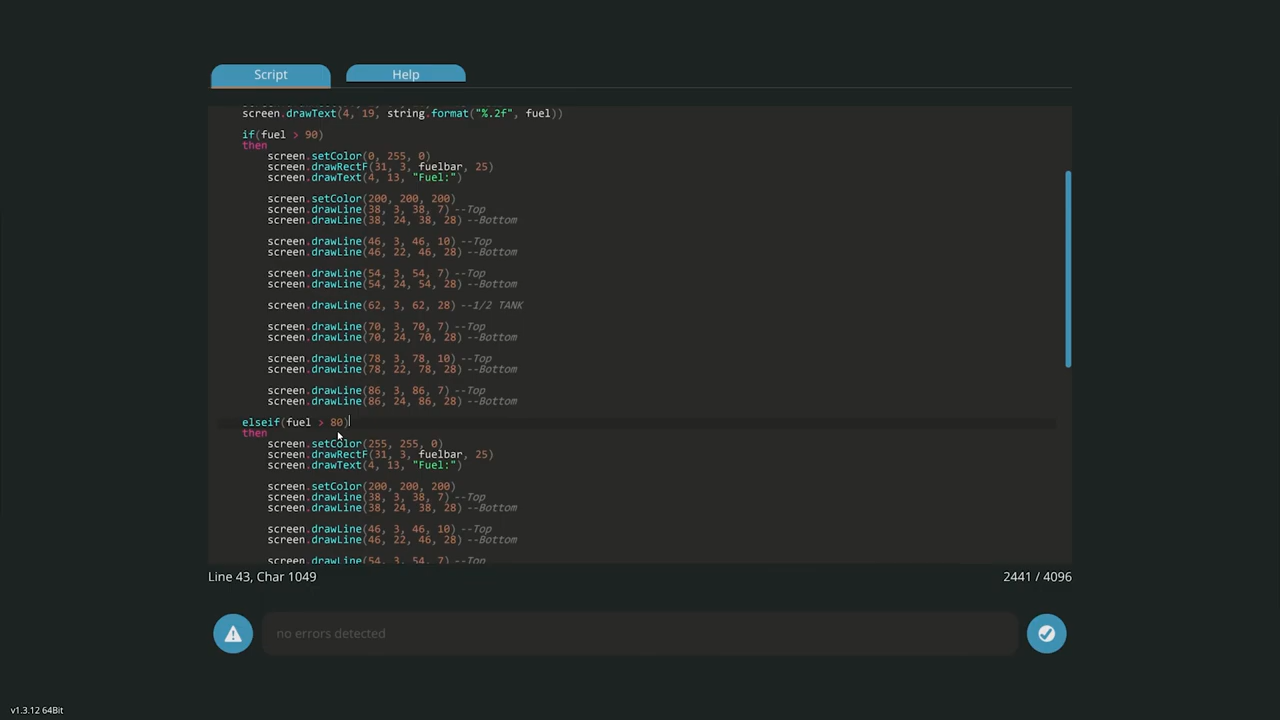 Script
Help
screen.drawText(4, 19, string.format("%.2f", fuel))
if(fuel > 90)
then
screen.setColor(0, 255, 0)
screen.drawRectF(31, 3, fuelbar, 25)
screen.drawText(4, 13, "Fuel:")
screen.setColor(200, 200, 200)
screen.drawLine(38, 3, 38, 7) --Top
screen.drawLine(38, 24, 38, 28) --Bottom
screen.drawLine(46, 3, 46, 10) --Top
screen.drawLine(46, 22, 46, 28) --Bottom
screen.drawLine(54, 3, 54, 7) --Top
screen.drawLine(54, 24, 54, 28) --Bottom
screen.drawLine(62, 3, 62, 28) --1/2 TANK
screen.drawLine(70, 3, 70, 7) --Top
screen.drawLine(70, 24, 70, 28) --Bottom
screen.drawLine(78, 3, 78, 10) --Top
screen.drawLine(78, 22, 78, 28) --Bottom
screen.drawLine(86, 3, 86, 7) --Top
screen.drawLine(86, 24, 86, 28) --Bottom
elseif(fuel > 80)
then
screen.setColor(255, 255, 0)
screen.drawRectF(31, 3, fuelbar, 25)
screen.drawText(4, 13, "Fuel:")
screen.setColor(200, 200, 200)
screen.drawLine(38, 3, 38, 7) --Top
screen.drawLine(38, 24, 38, 28) --Bottom
screen.drawLine(46, 3, 46, 10) --Top
screen.drawLine(46, 22, 46, 28) --Bottom
screen.drawLine(54, 3, 54, 7) --Top
Line 43, Char 1049
2441 / 4096
no errors detected
v1.3.12 64Bit